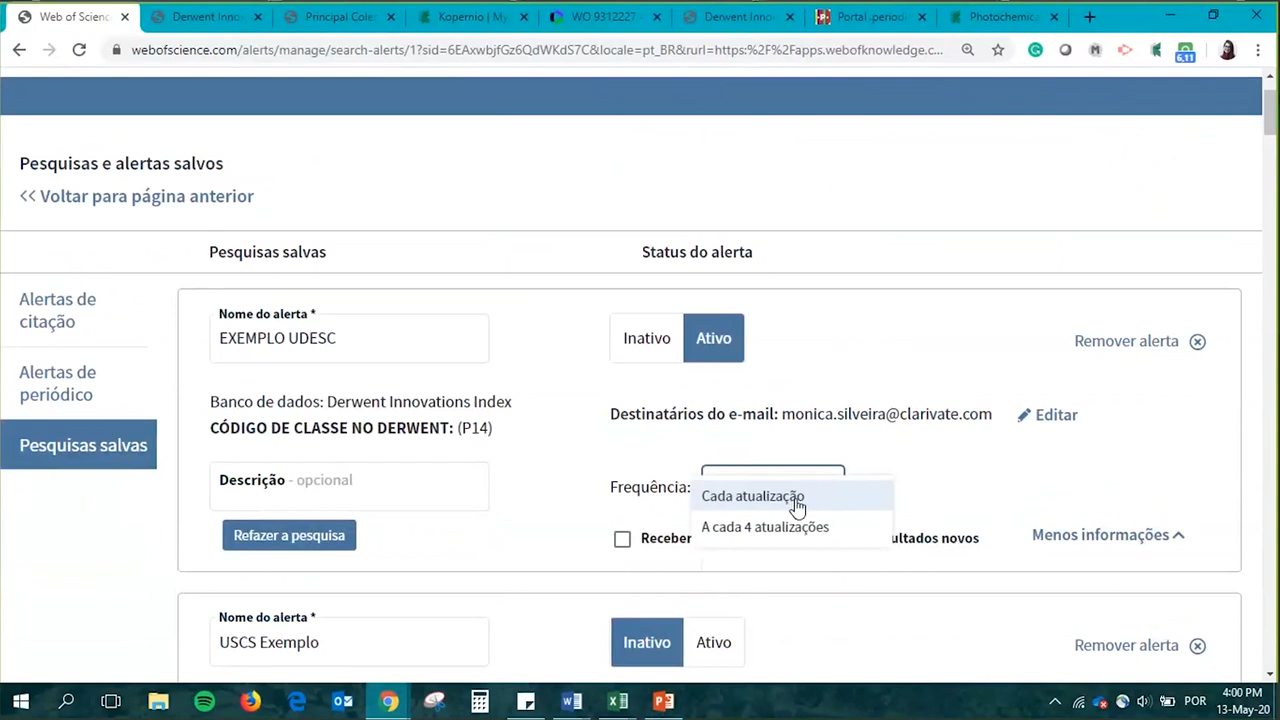 Web of Scienc
Derwent Inno
Principal Cole
Kopernio | My
WO 9312227 -
Derwent Inno
Portal .period
Photochemica
webofscience.com/alerts/manage/search-alerts/1?sid=6EAxwbjfGz6QdWKdS7C&locale=pt_BR&rurl=https:%2F%2Fapps.webofknowledge.c...
6,11
Pesquisas e alertas salvos
<< Voltar para página anterior
Pesquisas salvas
Status do alerta
Alertas de citação
Alertas de periódico
Pesquisas salvas
Nome do alerta *
EXEMPLO UDESC
Inativo
Ativo
Remover alerta
Banco de dados: Derwent Innovations Index
CÓDIGO DE CLASSE NO DERWENT: (P14)
Destinatários do e-mail: monica.silveira@clarivate.com
Editar
Descrição - opcional
Frequência:
Cada atualização
A cada 4 atualizações
Refazer a pesquisa
Receber
ultados novos
Menos informações
Nome do alerta *
USCS Exemplo
Inativo
Ativo
Remover alerta
POR
4:00 PM
13-May-20